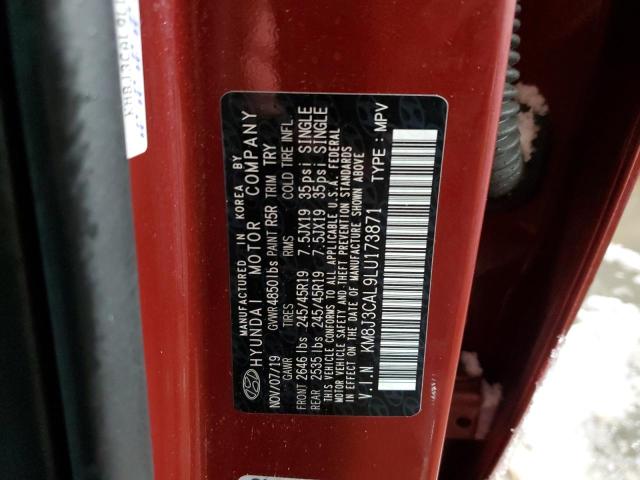 MANUFACTURED IN KOREA BY
HYUNDAI MOTOR COMPANY
NOV/07/19 GVWR 4850 lbs PAINT R5R TRIM TRY
GAWR TIRES RIMS COLD TIRE INFL.
FRONT 2646 lbs 245/45R19 7.5JX19 35psi SINGLE
REAR 2535 lbs 245/45R19 7.5JX19 35psi SINGLE
THIS VEHICLE CONFORMS TO ALL APPLICABLE U.S.A. FEDERAL
MOTOR VEHICLE SAFETY AND THEFT PREVENTION STANDARDS
IN EFFECT ON THE DATE OF MANUFACTURE SHOWN ABOVE.
V.I.N KM8J3CAL9LU173871 TYPE : MPV